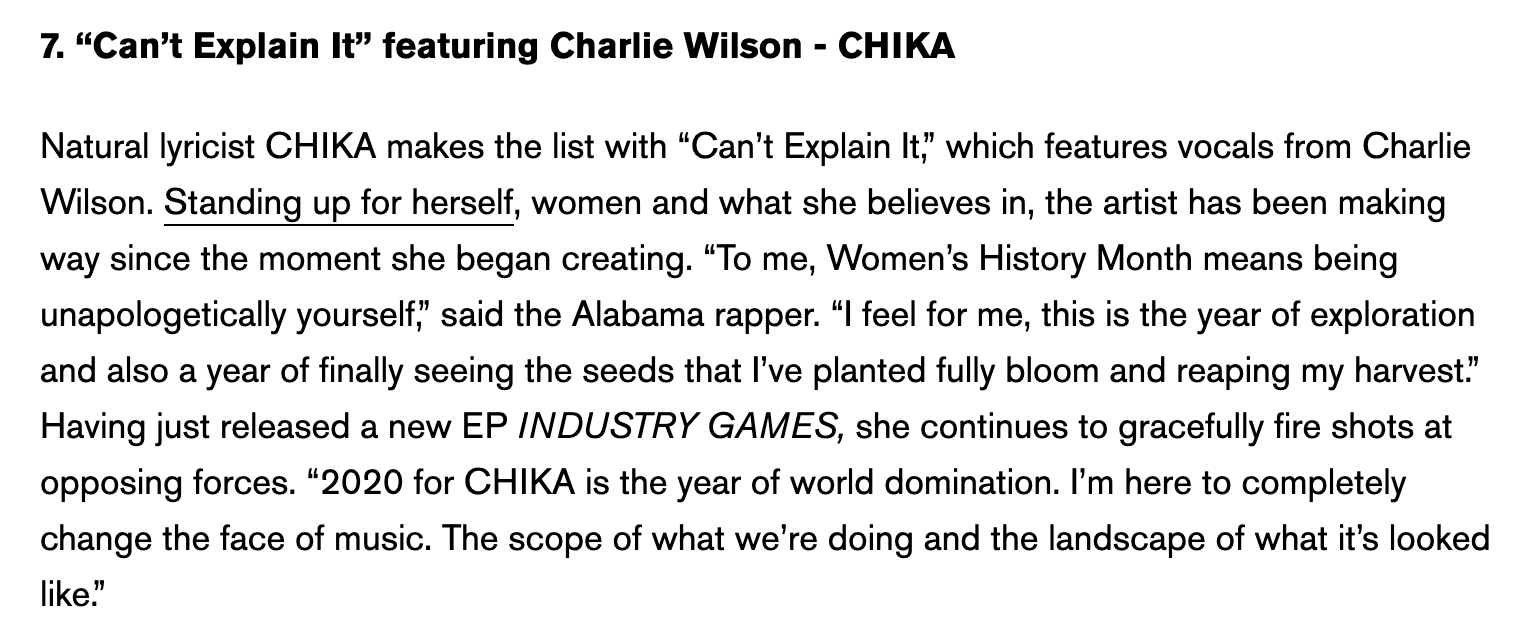 7. “Can’t Explain It” featuring Charlie Wilson - CHIKA
Natural lyricist CHIKA makes the list with “Can’t Explain It,” which features vocals from Charlie
Wilson. Standing up for herself, women and what she believes in, the artist has been making
way since the moment she began creating. “To me, Women’s History Month means being
unapologetically yourself,” said the Alabama rapper. “I feel for me, this is the year of exploration
and also a year of finally seeing the seeds that I’ve planted fully bloom and reaping my harvest.”
Having just released a new EP INDUSTRY GAMES, she continues to gracefully fire shots at
opposing forces. “2020 for CHIKA is the year of world domination. I’m here to completely
change the face of music. The scope of what we’re doing and the landscape of what it’s looked
like.”